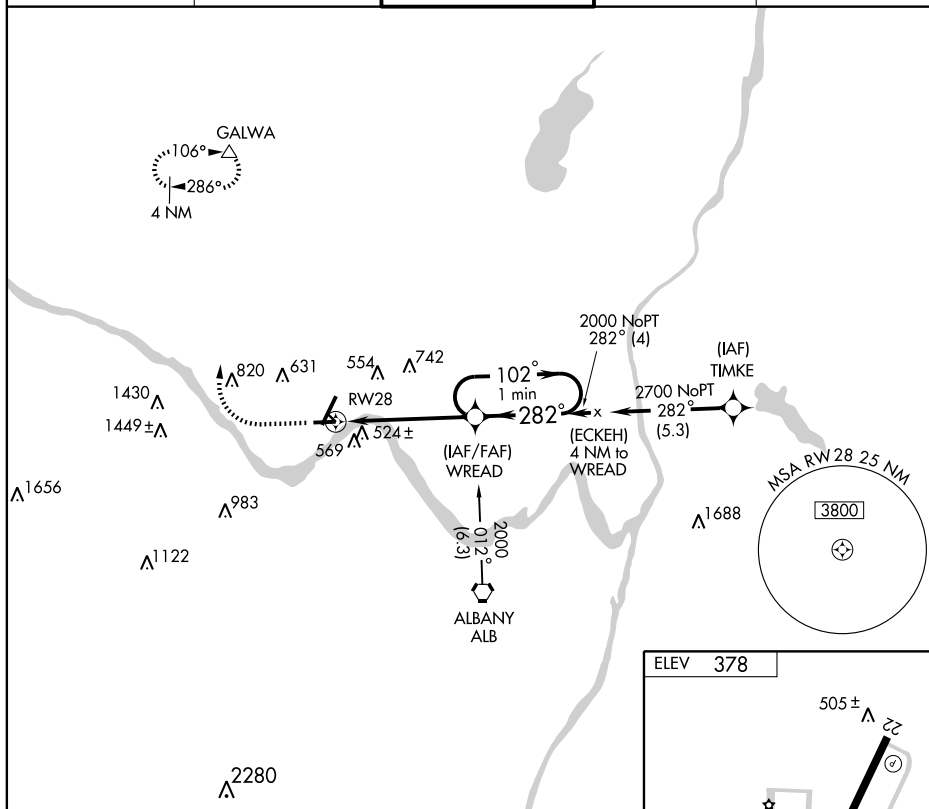 GALWA
106°
286°
4 NM
2000 NoPT
282° (4)
(IAF)
TIMKE
820
631
554
742
102°
1 min
2700 NoPT
282°
(5.3)
1430
RW28
282°
x
1449 ±
569
524 ±
(IAF/FAF)
WREAD
(ECKEH)
4 NM to
WREAD
MSA RW 28 25 NM
3800
1656
983
1688
2000
012°
(6.3)
1122
ALBANY
ALB
ELEV 378
505 ±
22
P
2280